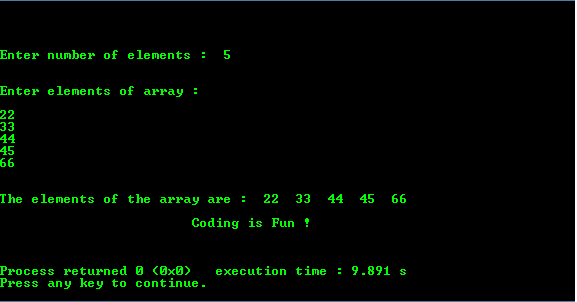 Enter number of elements :  5
Enter elements of array :
22
33
44
45
66
The elements of the array are :  22  33  44  45  66
Coding is Fun !
Process returned 0 (0x0)   execution time : 9.891 s
Press any key to continue.